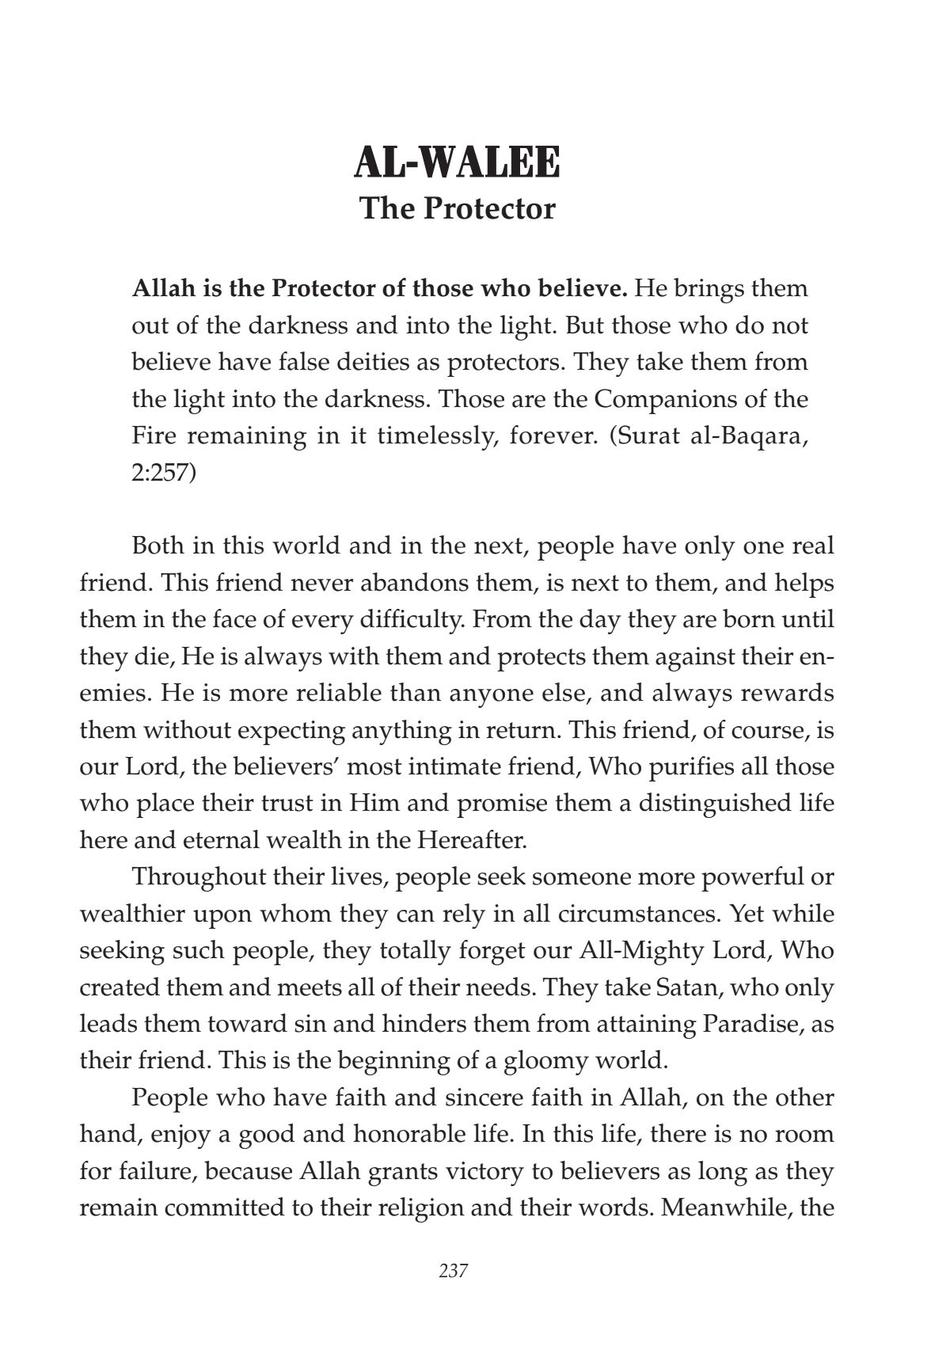 AL-WALEE
The Protector
Allah is the Protector of those who believe. He brings them
out of the darkness and into the light. But those who do not
believe have false deities as protectors. They take them from
the light into the darkness. Those are the Companions of the
Fire remaining in it timelessly, forever. (Surat al-Baqara,
2:257)
Both in this world and in the next, people have only one real
friend. This friend never abandons them, is next to them, and helps
them in the face of every difficulty. From the day they are born until
they die, He is always with them and protects them against their en-
emies. He is more reliable than anyone else, and always rewards
them without expecting anything in return. This friend, of course, is
our Lord, the believers’ most intimate friend, Who purifies all those
who place their trust in Him and promise them a distinguished life
here and eternal wealth in the Hereafter.
Throughout their lives, people seek someone more powerful or
wealthier upon whom they can rely in all circumstances. Yet while
seeking such people, they totally forget our All-Mighty Lord, Who
created them and meets all of their needs. They take Satan, who only
leads them toward sin and hinders them from attaining Paradise, as
their friend. This is the beginning of a gloomy world.
People who have faith and sincere faith in Allah, on the other
hand, enjoy a good and honorable life. In this life, there is no room
for failure, because Allah grants victory to believers as long as they
remain committed to their religion and their words. Meanwhile, the
237